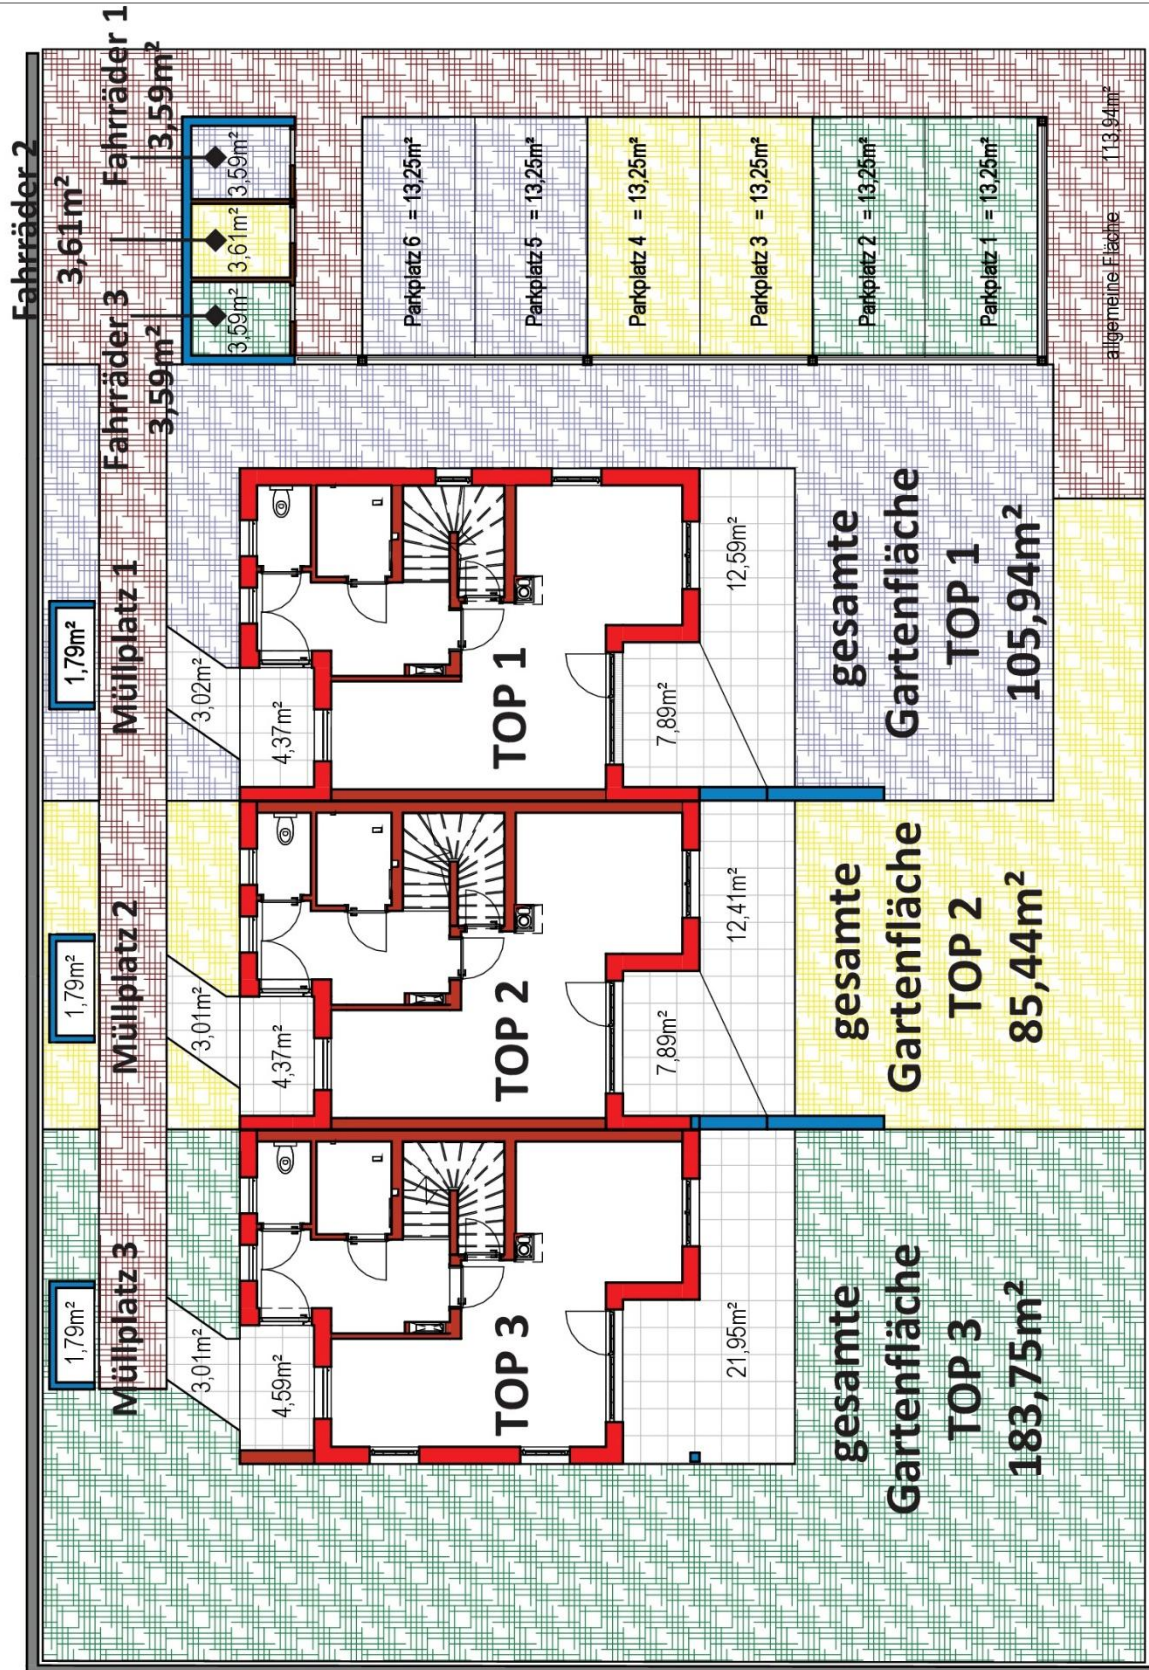 Fahrräder 1
3,59m²
Fahrräder 2
3,61m²
Fahrräder 3
3,59m²
3,59m²
3,61m²
3,59m²
Parkplatz 6 = 13,25m²
Parkplatz 5 = 13,25m²
Parkplatz 4 = 13,25m²
Parkplatz 3 = 13,25m²
Parkplatz 2 = 13,25m²
Parkplatz 1 = 13,25m²
allgemeine Fläche 113,94m²
1,79m²
Müllplatz 1
3,02m²
4,37m²
TOP 1
7,89m²
12,59m²
gesamte
Gartenfläche
TOP 1
105,94m²
1,79m²
Müllplatz 2
3,01m²
4,37m²
TOP 2
7,89m²
12,41m²
gesamte
Gartenfläche
TOP 2
85,44m²
1,79m²
Müllplatz 3
3,01m²
4,59m²
TOP 3
21,95m²
gesamte
Gartenfläche
TOP 3
183,75m²